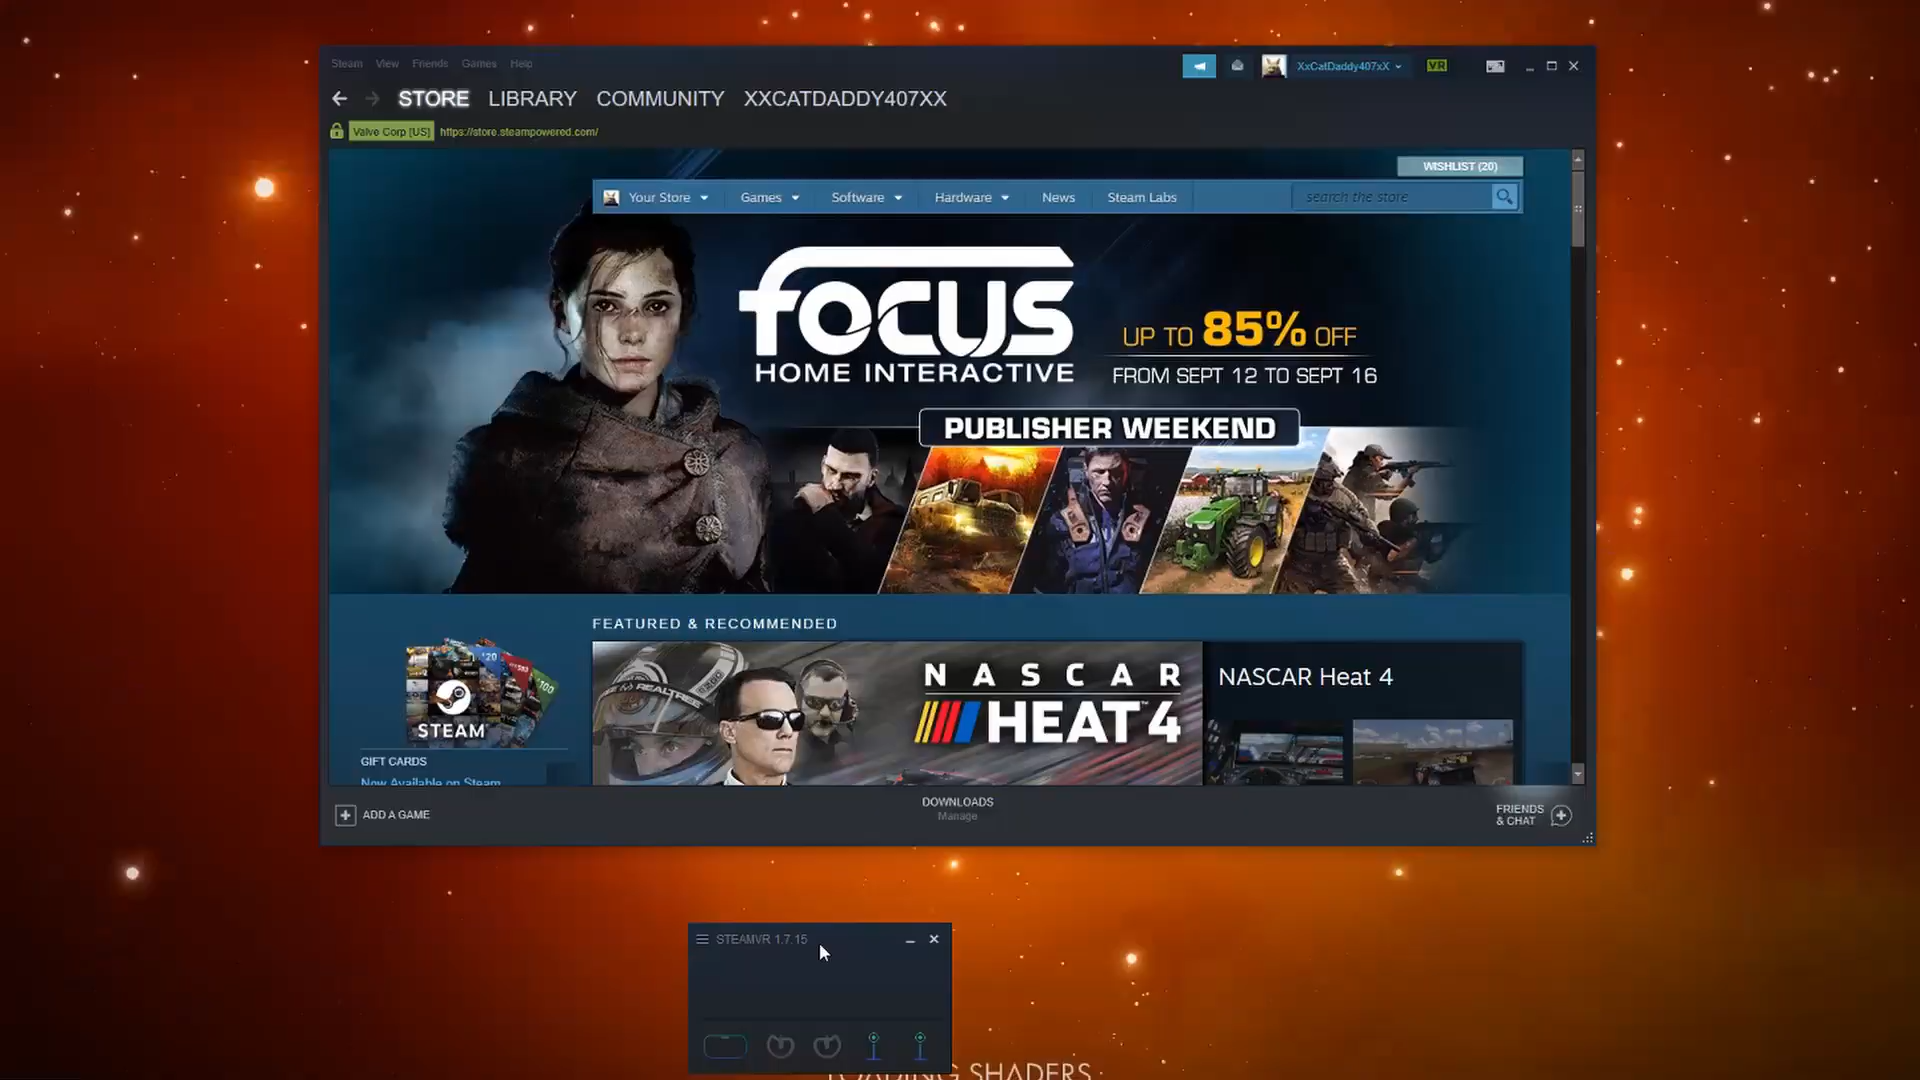 Steam View Friends Games Help
XxCatDaddy407xX
VR
STORE LIBRARY COMMUNITY XXCATDADDY407XX
Valve Corp [US] https://store.steampowered.com/
WISHLIST (20)
Your Store Games Software Hardware News Steam Labs search the store
FOCUS
HOME INTERACTIVE
UP TO 85% OFF
FROM SEPT 12 TO SEPT 16
PUBLISHER WEEKEND
FEATURED & RECOMMENDED
STEAM
GIFT CARDS
Now Available on Steam
NASCAR
HEAT 4
NASCAR Heat 4
ADD A GAME
DOWNLOADS
Manage
FRIENDS
& CHAT
STEAMVR 1.7.15
LOADING SHADERS